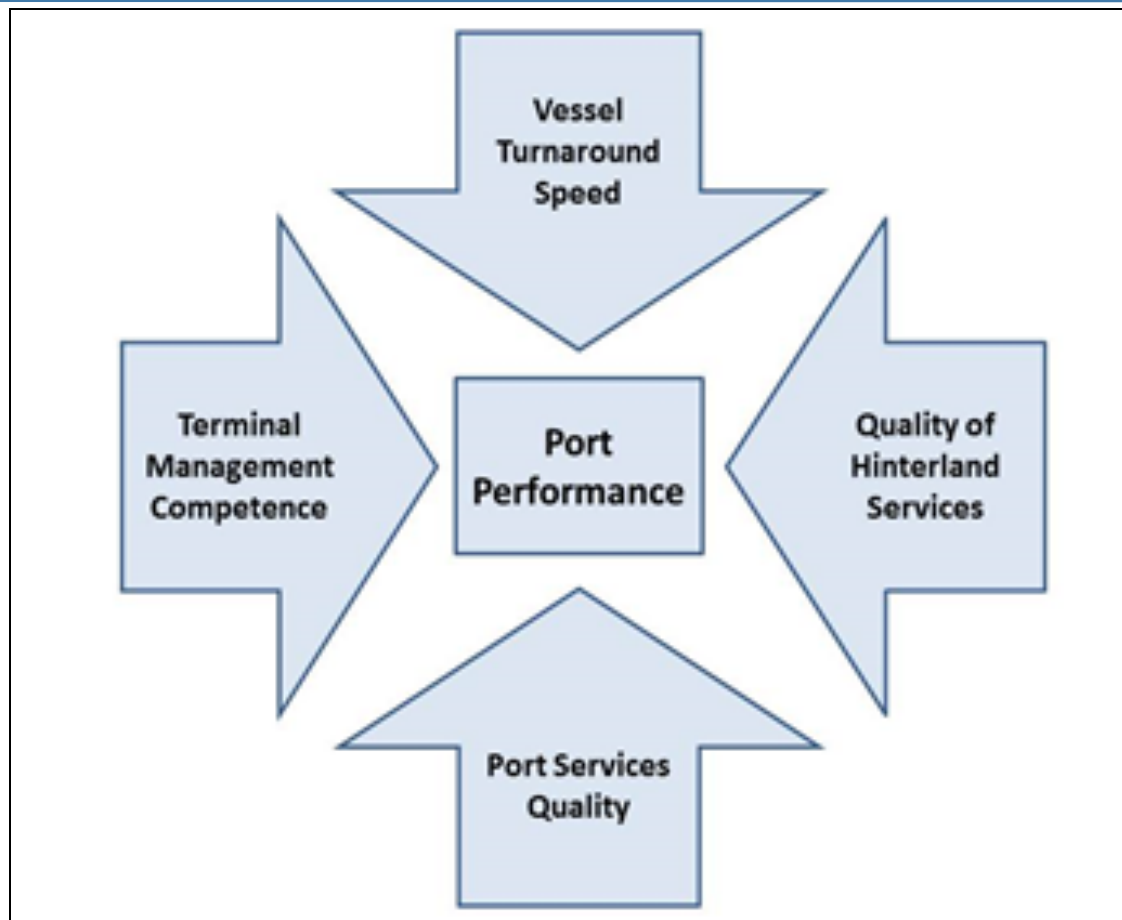 Vessel
Turnaround
Speed
Terminal
Management
Competence
Port
Performance
Quality of
Hinterland
Services
Port Services
Quality